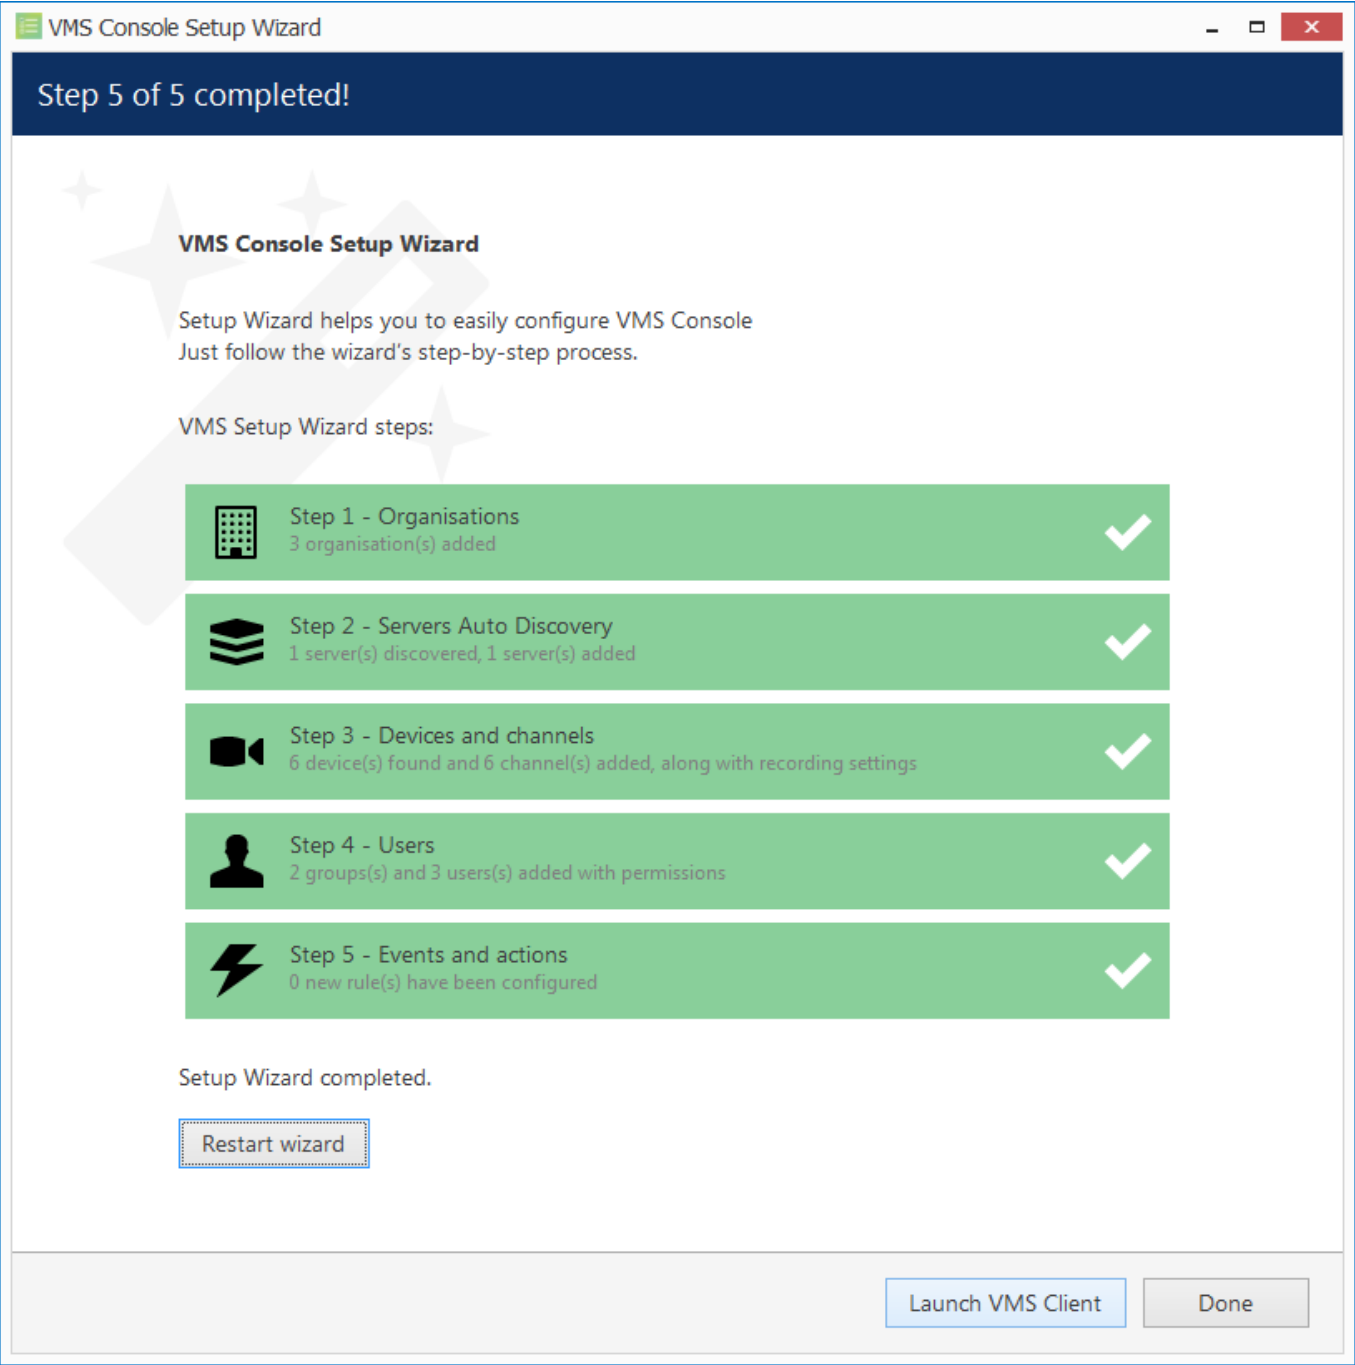 VMS Console Setup Wizard
Step 5 of 5 completed!
VMS Console Setup Wizard
Setup Wizard helps you to easily configure VMS Console
Just follow the wizard's step-by-step process.
VMS Setup Wizard steps:
Step 1 - Organisations
3 organisation(s) added
Step 2 - Servers Auto Discovery
1 server(s) discovered, 1 server(s) added
Step 3 - Devices and channels
6 device(s) found and 6 channel(s) added, along with recording settings
Step 4 - Users
2 groups(s) and 3 users(s) added with permissions
Step 5 - Events and actions
0 new rule(s) have been configured
Setup Wizard completed.
Restart wizard
Launch VMS Client
Done